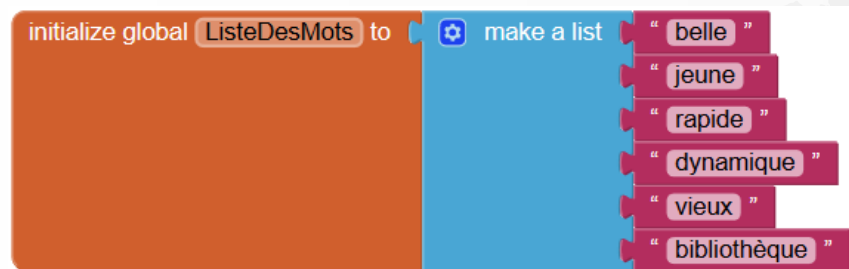 initialize global ListeDesMots to make a list " belle "
" jeune "
" rapide "
" dynamique "
" vieux "
" bibliothèque "